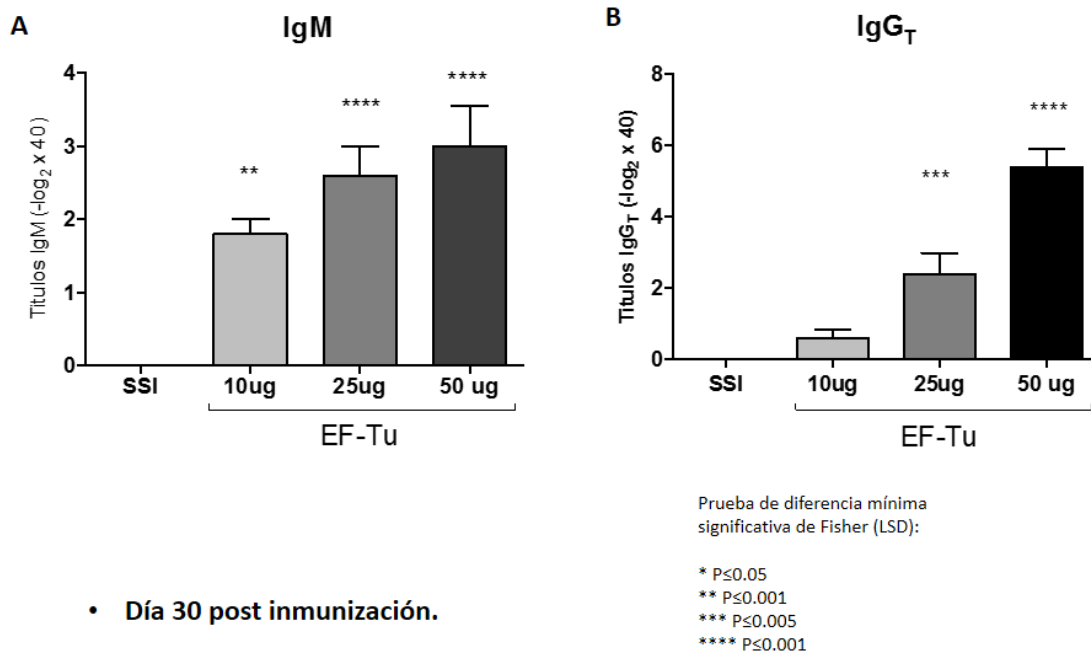 A
IgM
Titulos IgM (-log₂ x 40)
4
3
2
1
0
**
****
****
SSI
10ug
25ug
50 ug
EF-Tu
B
IgG_T
Titulos IgG_T (-log₂ x 40)
8
6
4
2
0
***
****
SSI
10ug
25ug
50 ug
EF-Tu
Prueba de diferencia mínima
significativa de Fisher (LSD):
* P≤0.05
** P≤0.001
*** P≤0.005
**** P≤0.001
• Día 30 post inmunización.